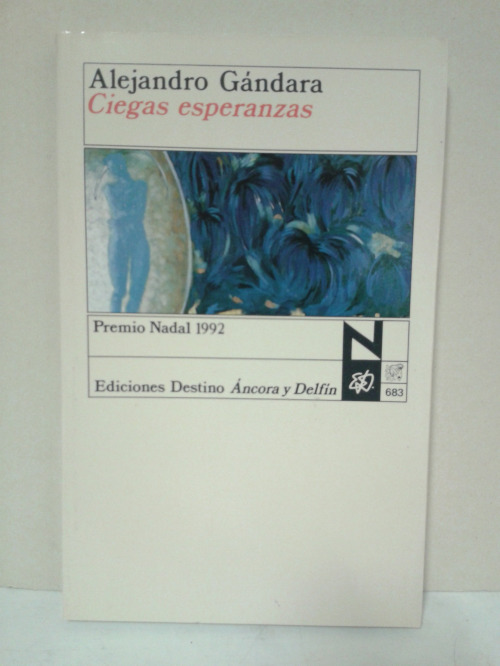 Alejandro Gándara
Ciegas esperanzas
Premio Nadal 1992
N
Ediciones Destino Áncora y Delfín
683